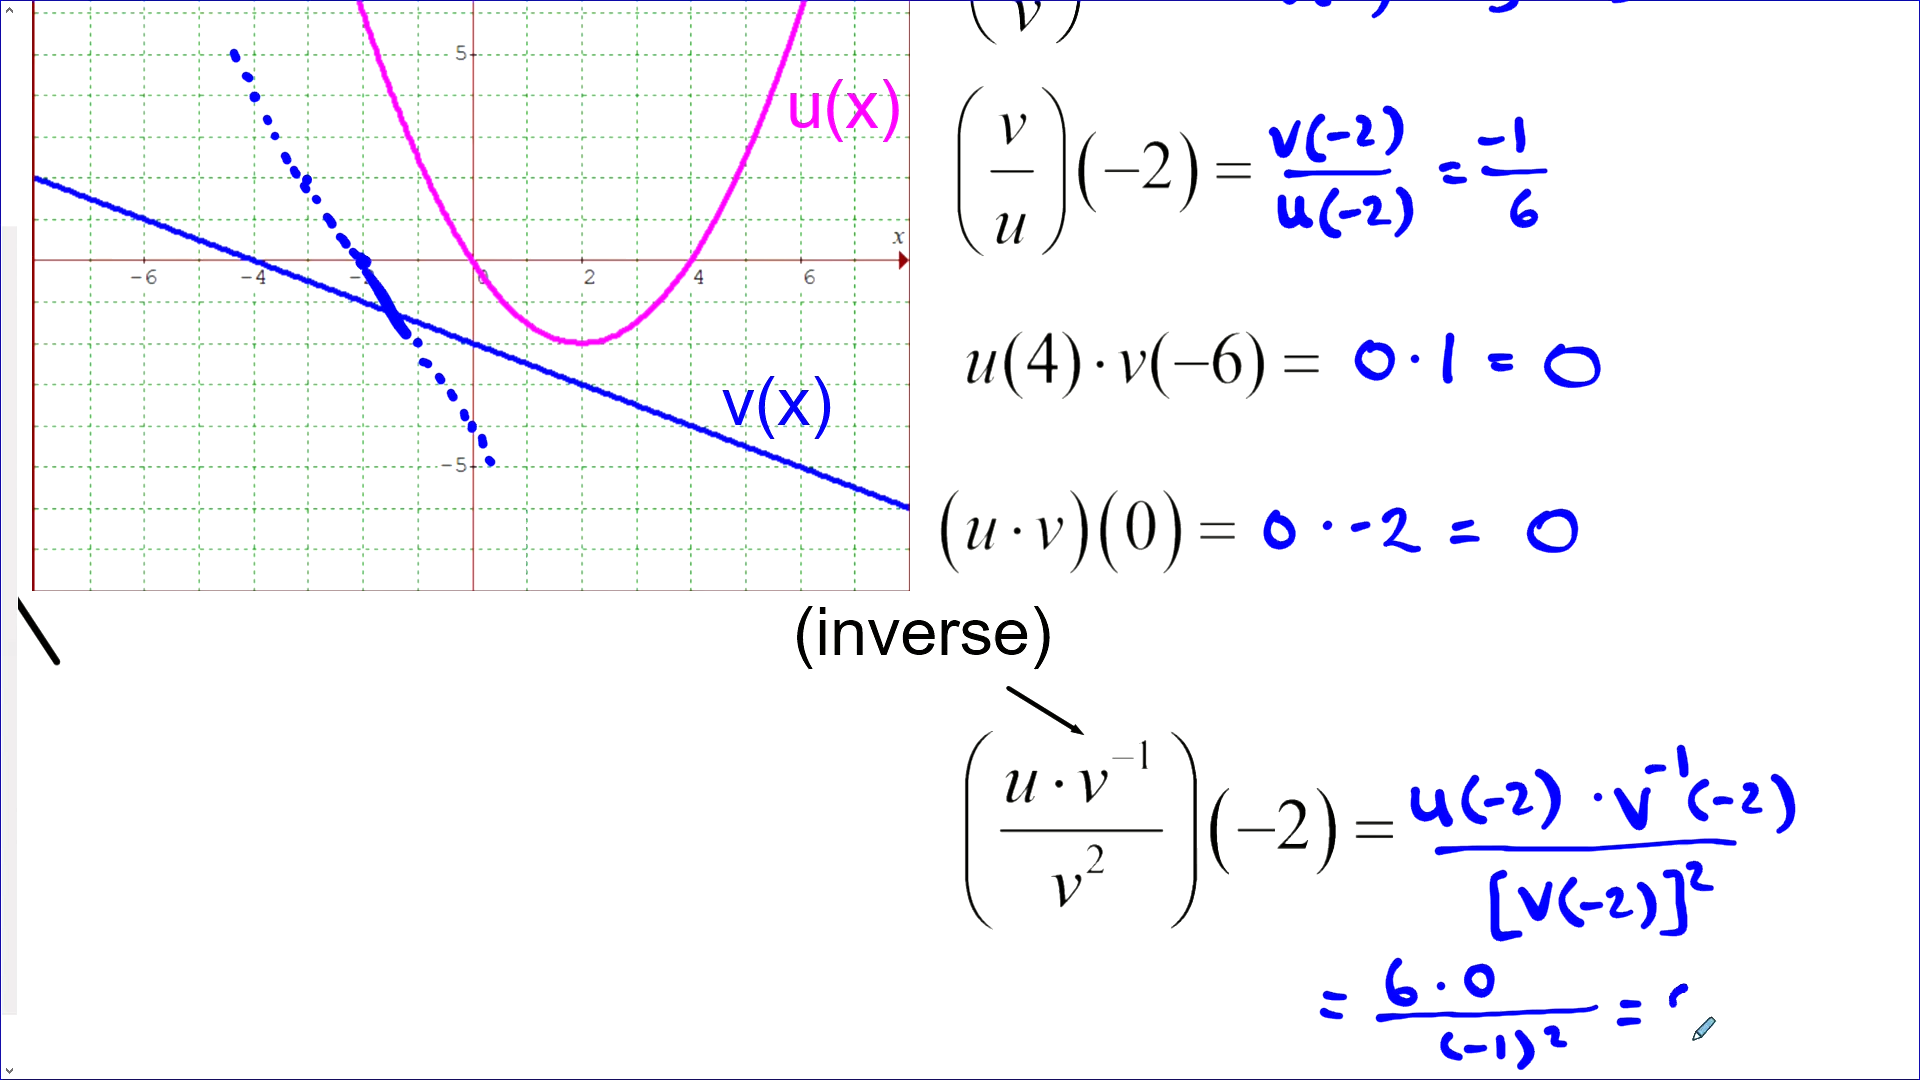 5
u(x)
x
-6 -4 -2 0 2 4 6
v(x)
-5
(v)
(v/u)(−2) = v(-2)/u(-2) = -1/6
u(4)·v(−6) = 0·1 = 0
(u·v)(0) = 0·-2 = 0
(inverse)
(u·v⁻¹/v²)(−2) = u(-2)·v⁻¹(-2)/[v(-2)]²
= 6·0/(-1)² =